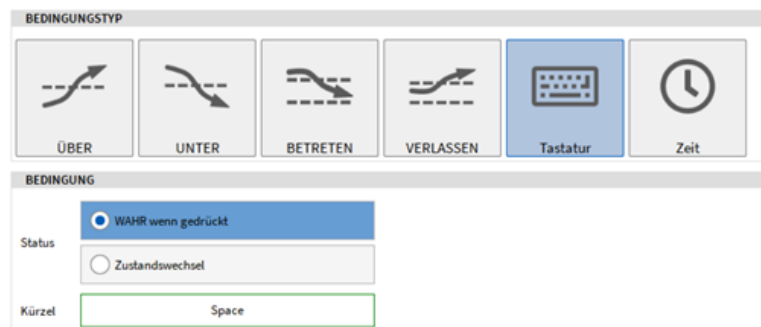 BEDINGUNGSTYP
ÜBER UNTER BETRETEN VERLASSEN Tastatur Zeit
BEDINGUNG
Status
WAHR wenn gedrückt
Zustandswechsel
Kürzel Space